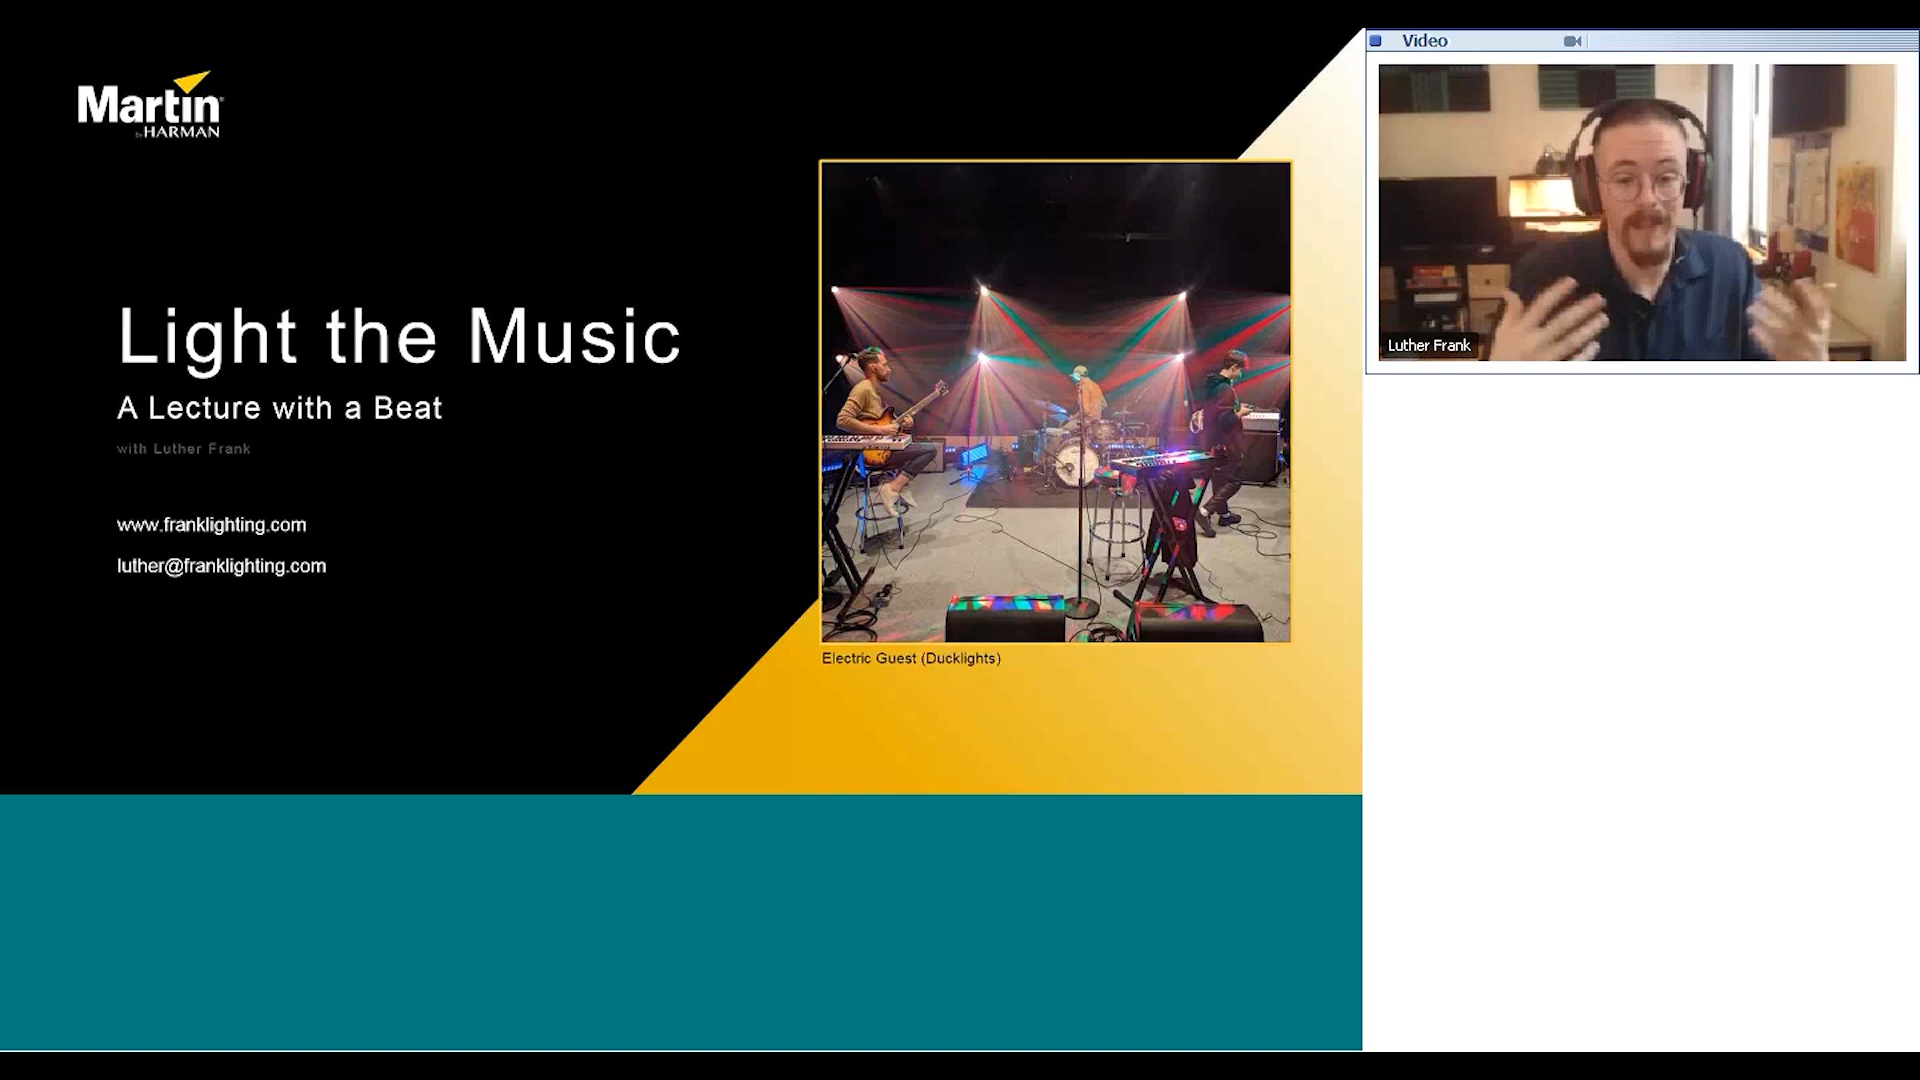 Martin
by HARMAN
Light the Music
A Lecture with a Beat
with Luther Frank
www.franklighting.com
luther@franklighting.com
Electric Guest (Ducklights)
Video
Luther Frank